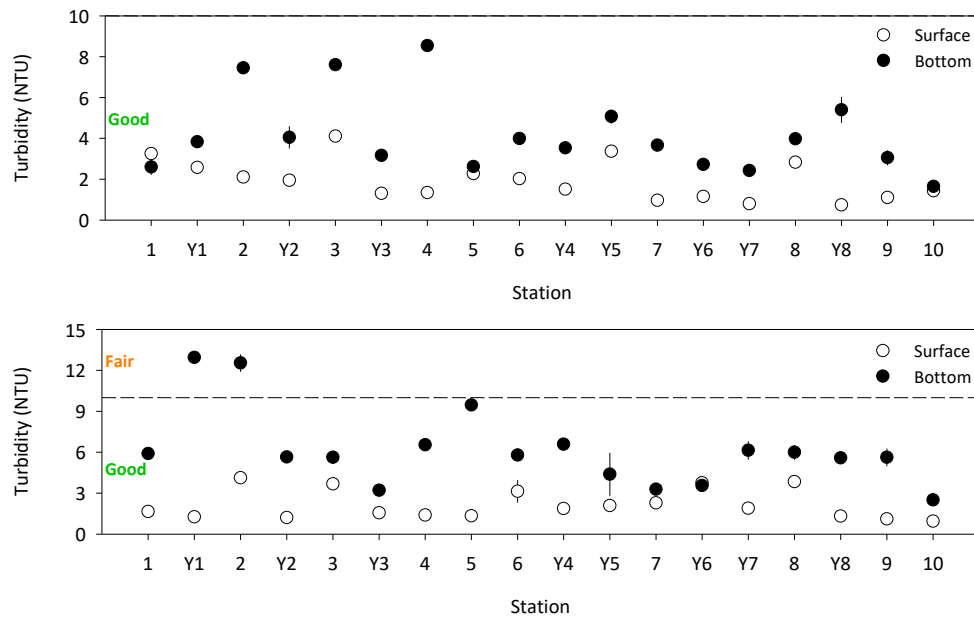 10
8
6
4
2
0
Turbidity (NTU)
Good
Surface
Bottom
1 Y1 2 Y2 3 Y3 4 5 6 Y4 Y5 7 Y6 Y7 8 Y8 9 10
Station
15
12
9
6
3
0
Turbidity (NTU)
Fair
Good
Surface
Bottom
1 Y1 2 Y2 3 Y3 4 5 6 Y4 Y5 7 Y6 Y7 8 Y8 9 10
Station